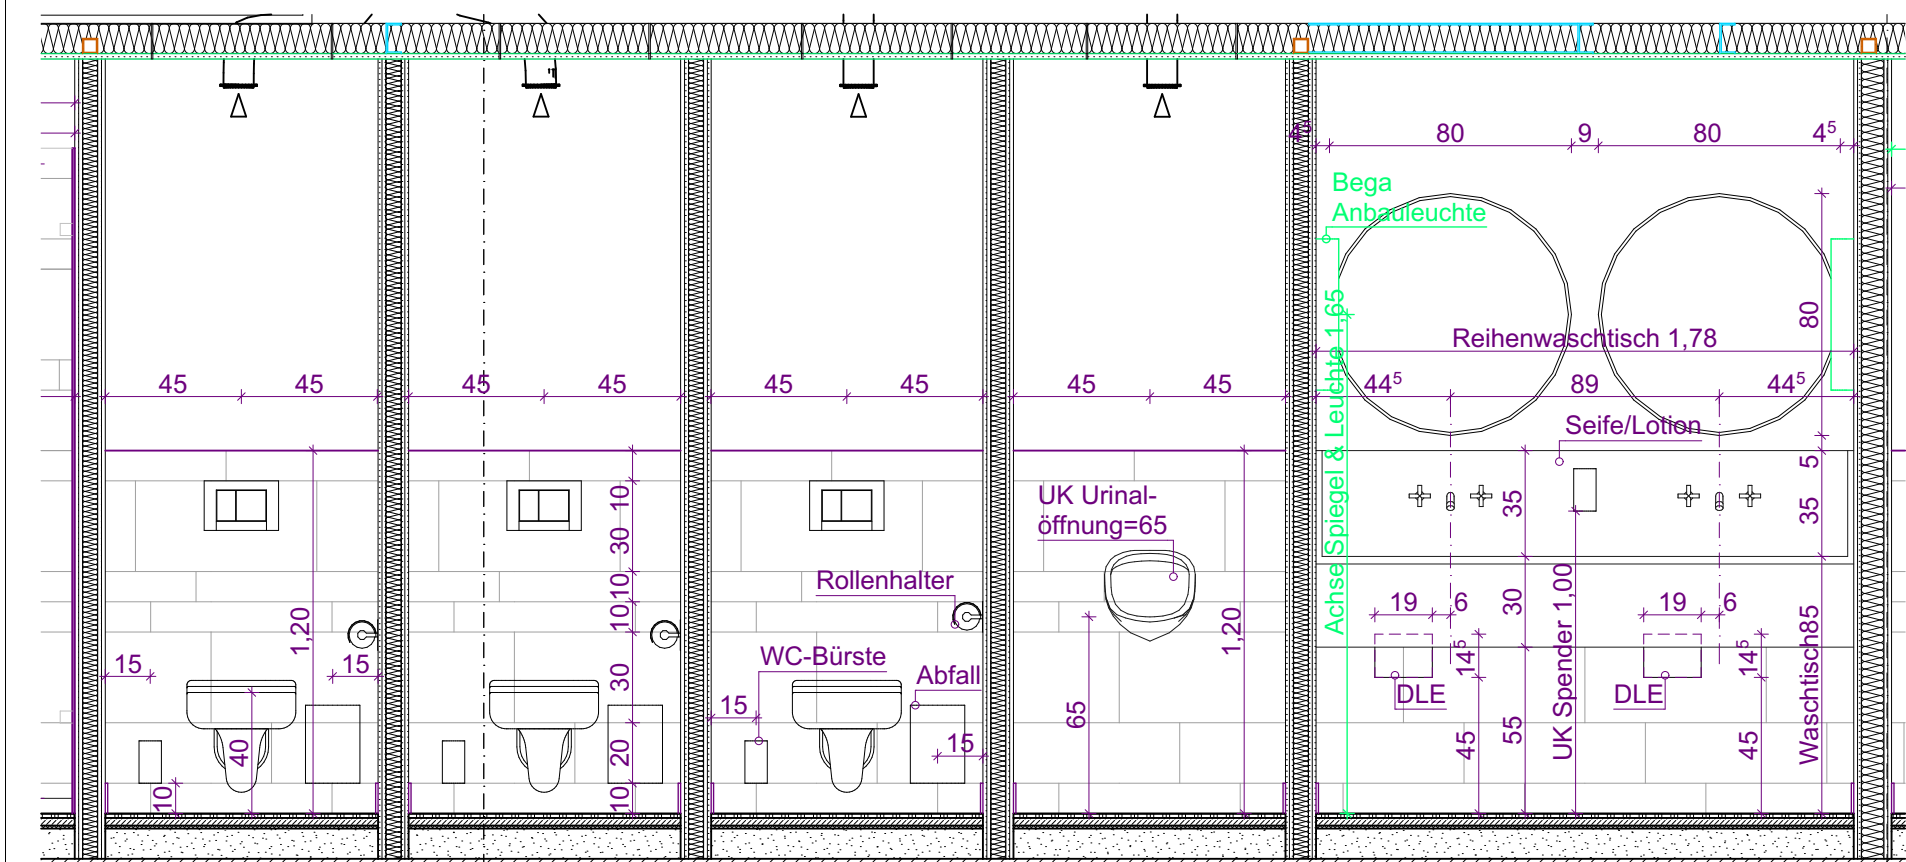 4⁵ 80 9 80 4⁵
Bega
Anbauleuchte
Achse Spiegel & Leuchte 1,65
80
Reihenwaschtisch 1,78
45 45 45 45 45 45 45 45 44⁵ 89 44⁵
Seife/Lotion
5
35
35
UK Urinal-
öffnung=65
10
30
10
10
30
20
10
1,20
1,20
Rollenhalter
15 15
WC-Bürste
Abfall
15
15
40
10
65
19 6 19 6
30
14⁵
14⁵
DLE
DLE
UK Spender 1,00
Waschtisch85
45
55
45